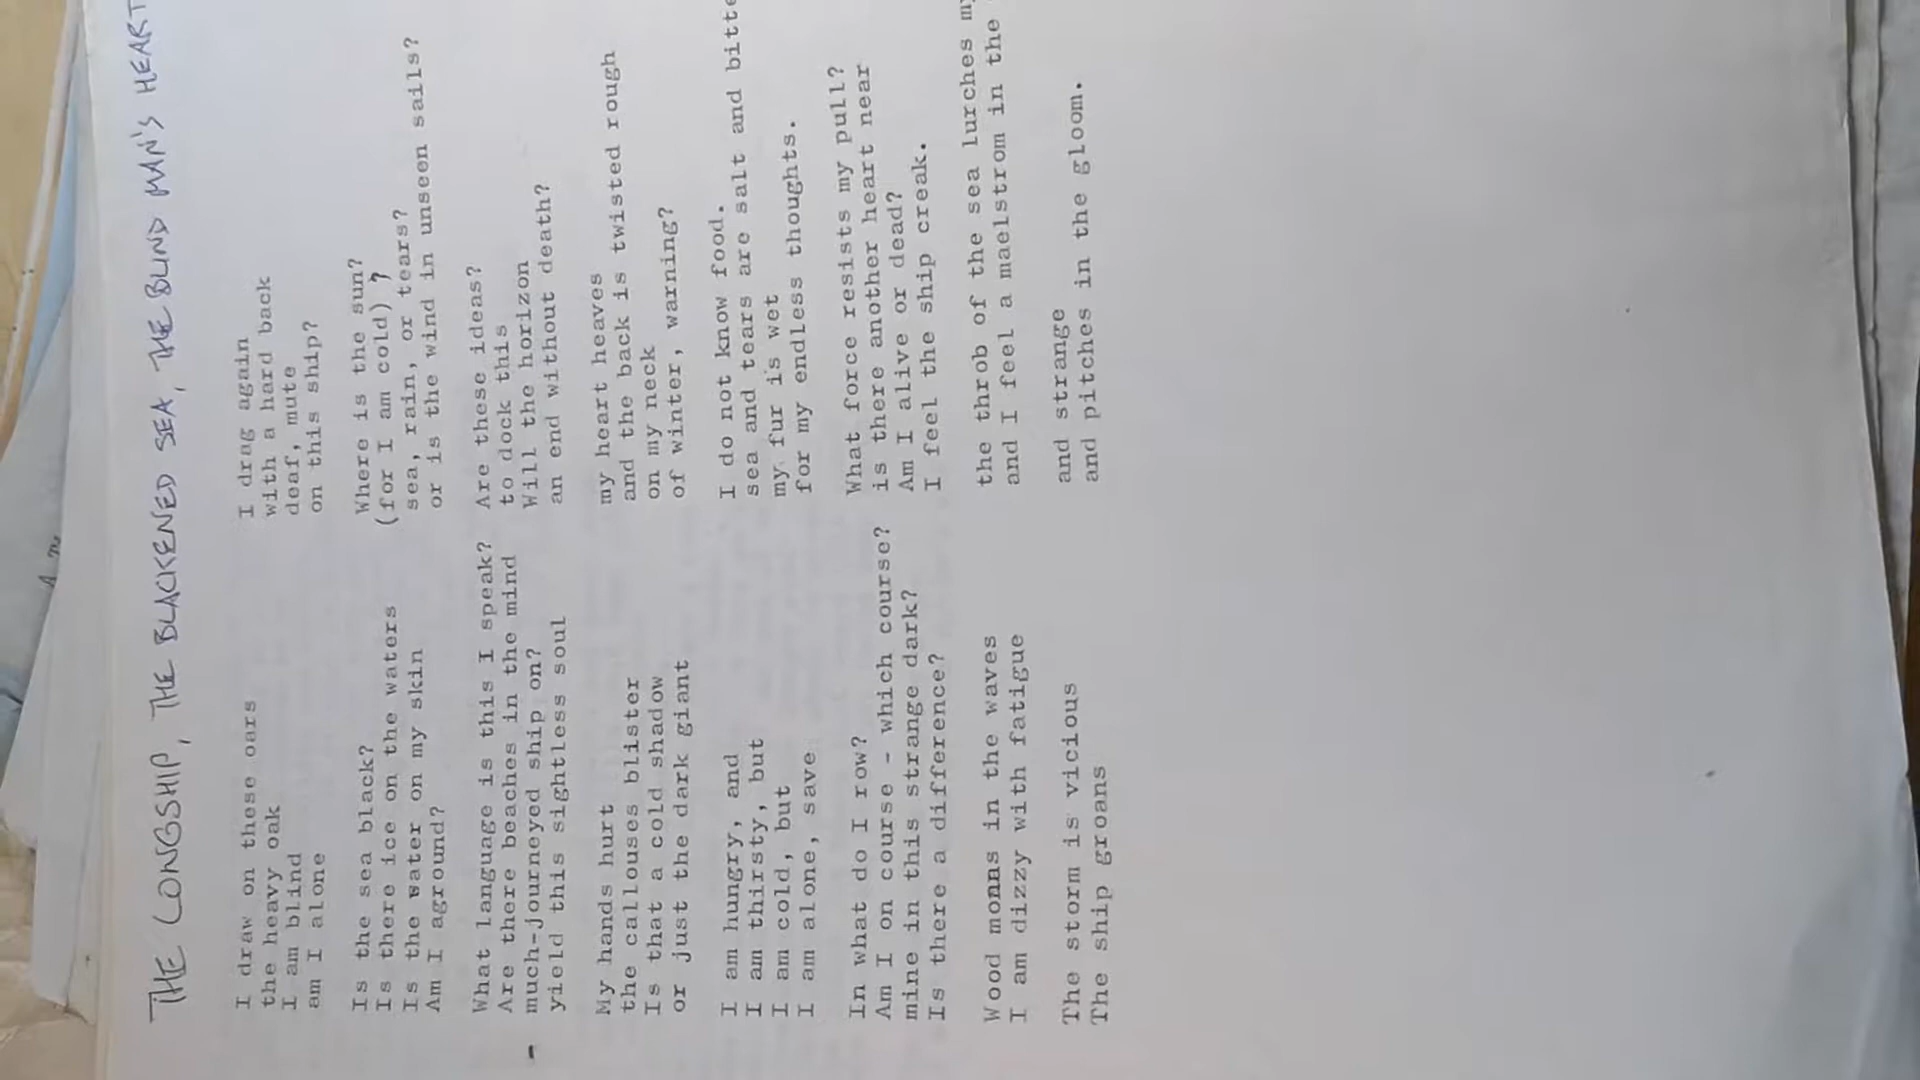 THE LONGSHIP, THE BLACKENED SEA, THE BLIND MAN'S HEART
I draw on these oars I drag again
the heavy oak with a hard back
I am blind deaf, mute
am I alone on this ship?
Is the sea black? Where is the sun?
Is there ice on the waters (for I am cold) ?
Is the water on my skin sea, rain, or tears?
Am I aground? or is the wind in unseen sails?
What language is this I speak? Are these ideas?
Are there beaches in the mind to dock this
much-journeyed ship on? Will the horizon
yield this sightless soul an end without death?
My hands hurt my heart heaves
the callouses blister and the back is twisted rough
Is that a cold shadow on my neck
or just the dark giant of winter, warning?
I am hungry, and I do not know food.
I am thirsty, but sea and tears are salt and bitte
I am cold, but my fur is wet
I am alone, save for my endless thoughts.
In what do I row? What force resists my pull?
Am I on course - which course? is there another heart near
mine in this strange dark? Am I alive or dead?
Is there a difference? I feel the ship creak.
Wood moans in the waves the throb of the sea lurches my
I am dizzy with fatigue and I feel a maelstrom in the
The storm is vicious and strange
The ship groans and pitches in the gloom.